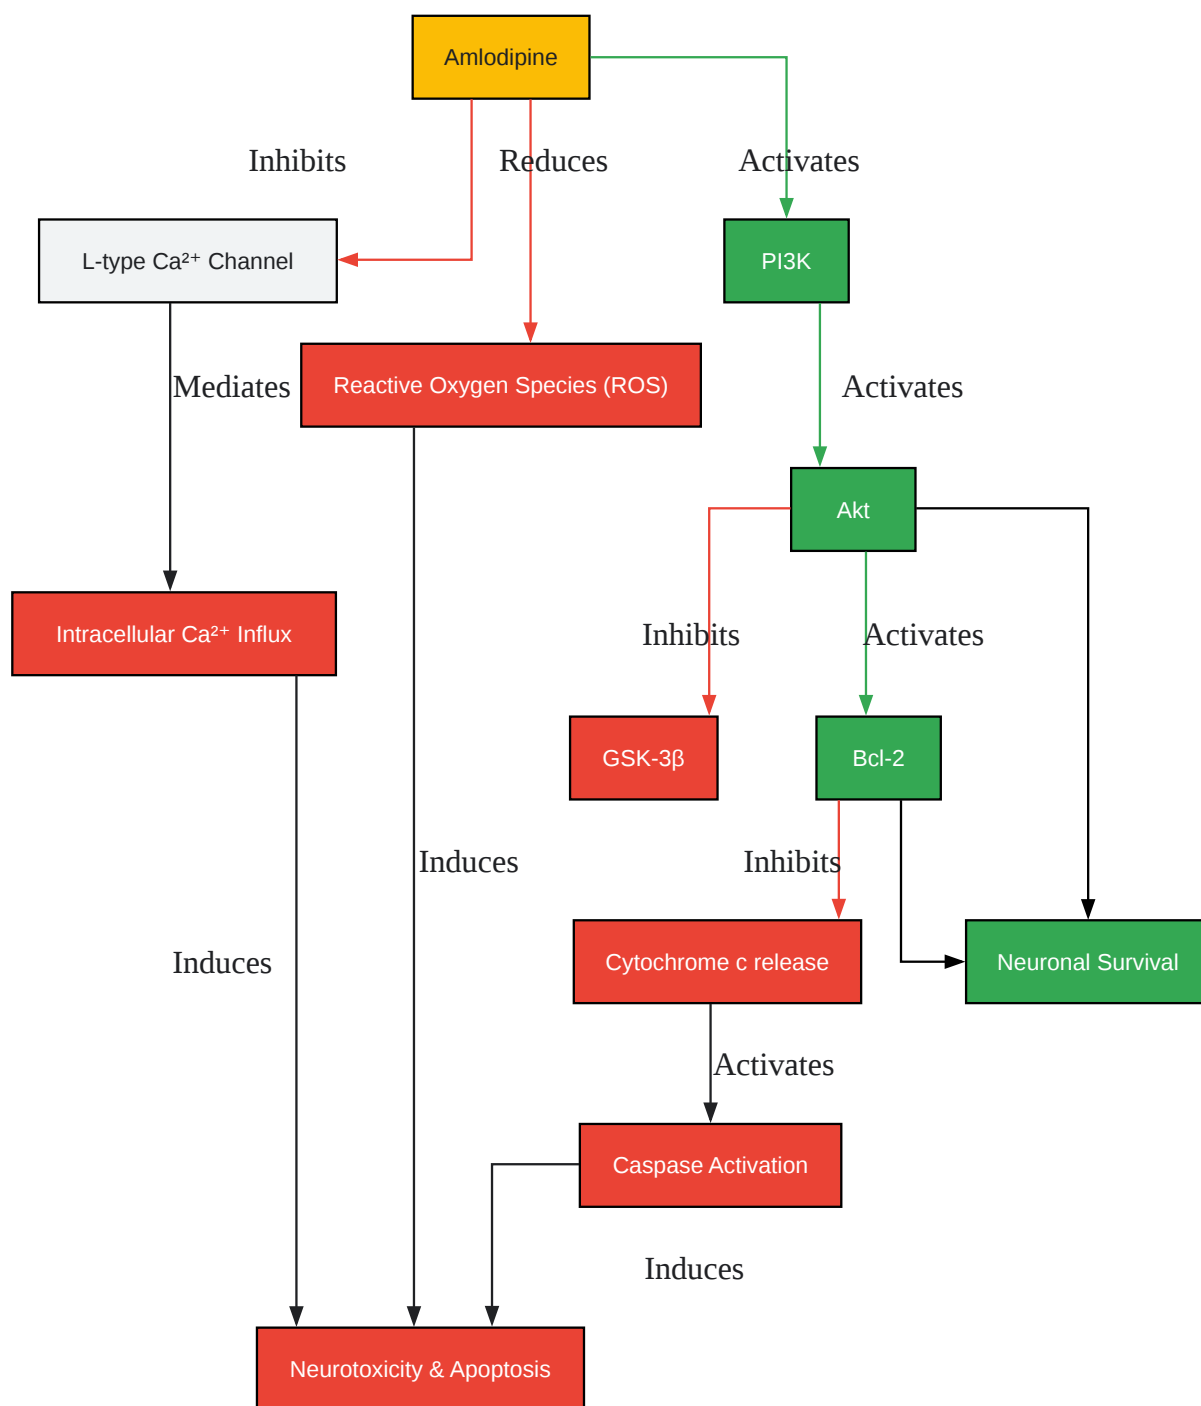 Amlodipine
Inhibits
Reduces
Activates
L-type Ca²⁺ Channel
PI3K
Mediates
Reactive Oxygen Species (ROS)
Activates
Akt
Intracellular Ca²⁺ Influx
Inhibits
Activates
GSK-3β
Bcl-2
Induces
Inhibits
Induces
Cytochrome c release
Neuronal Survival
Activates
Caspase Activation
Induces
Neurotoxicity & Apoptosis